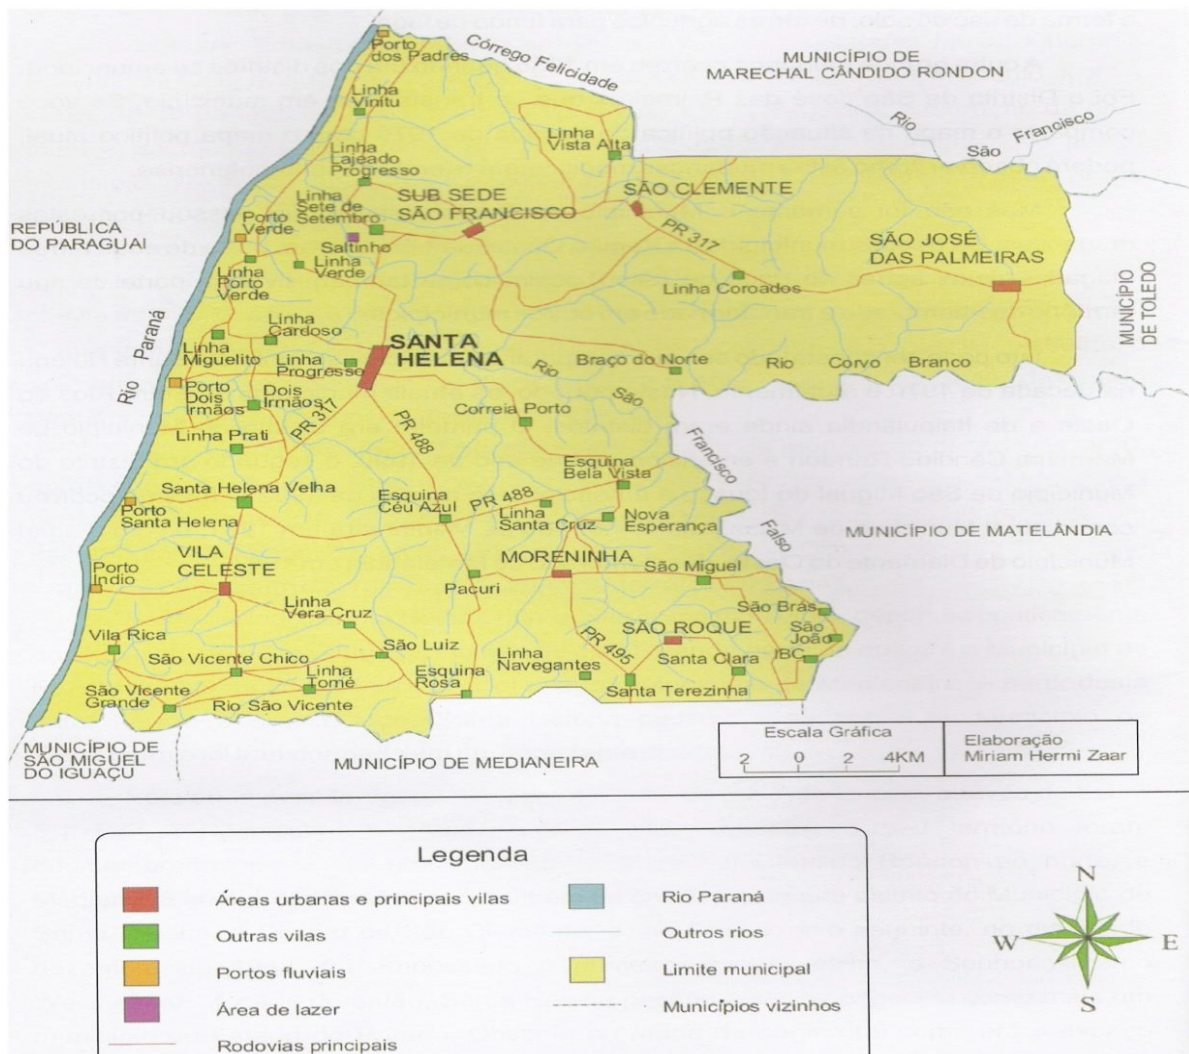 Porto
dos Padres
Córrego Felicidade
MUNICÍPIO DE
MARECHAL CÂNDIDO RONDON
Rio
Francisco
São
Linha
Vinitu
Linha
Vista Alta
Linha
Lajeado
Progresso
SUB SEDE
SÃO FRANCISCO
SÃO CLEMENTE
Linha
Sete de
Setembro
Porto
Verde
REPÚBLICA
DO PARAGUAI
Saltinho
PR 317
SÃO JOSÉ
DAS PALMEIRAS
Linha
Porto
Verde
Linha
Verde
Linha Coroados
MUNICÍPIO
DE TOLEDO
Rio Paraná
Linha
Cardoso
Linha
Miguelito
Linha
Progresso
SANTA
HELENA
Braço do Norte
Rio Corvo Branco
Rio
São
Francisco
Falso
Porto
Dois
Irmãos
Dois
Irmãos
PR 317
PR 488
Correia Porto
Linha Prati
Esquina
Bela Vista
Santa Helena Velha
Esquina
Céu Azul
PR 488
Linha
Santa Cruz
Nova
Esperança
Porto
Santa Helena
MUNICÍPIO DE MATELÂNDIA
VILA
CELESTE
MORENINHA
Porto
Indio
Pacuri
São Miguel
Linha
Vera Cruz
São Brás
São
João
Vila Rica
SÃO ROQUE
JBC
São Luiz
PR 495
São Vicente Chico
Linha
Tomé
Esquina
Rosa
Linha
Navegantes
Santa Clara
Santa Terezinha
São Vicente
Grande
Rio São Vicente
MUNICÍPIO DE
SÃO MIGUEL
DO IGUAÇU
MUNICÍPIO DE MEDIANEIRA
Escala Gráfica
2 0 2 4KM
Elaboração
Miriam Hermi Zaar
Legenda
Áreas urbanas e principais vilas
Outras vilas
Portos fluviais
Área de lazer
Rodovias principais
Rio Paraná
Outros rios
Limite municipal
Municípios vizinhos
N
W E
S